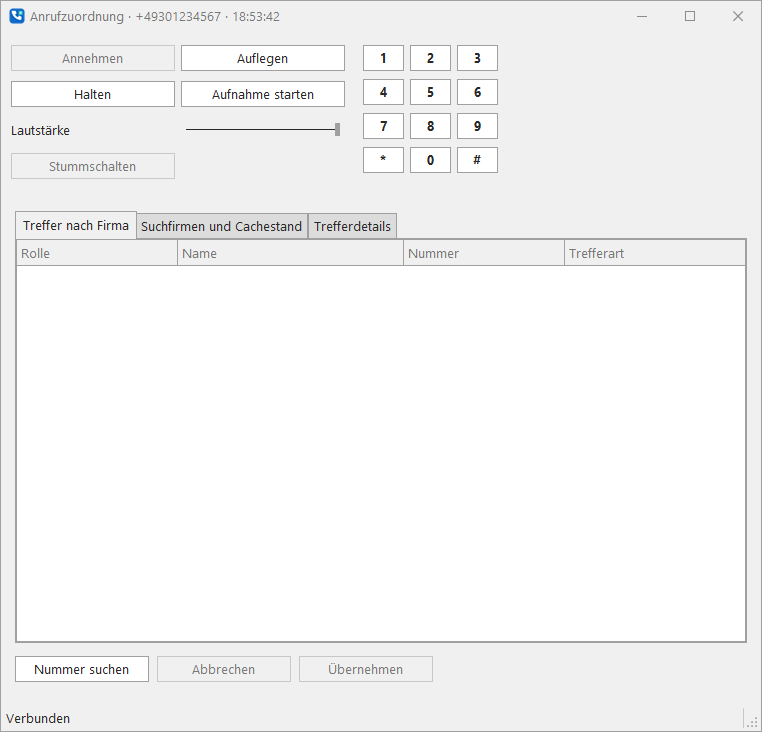 Anrufzuordnung · +49301234567 · 18:53:42
Annehmen Auflegen 1 2 3
Halten Aufnahme starten 4 5 6
Lautstärke 7 8 9
Stummschalten * 0 #
Treffer nach Firma Suchfirmen und Cachestand Trefferdetails
Rolle Name Nummer Trefferart
Nummer suchen Abbrechen Übernehmen
Verbunden